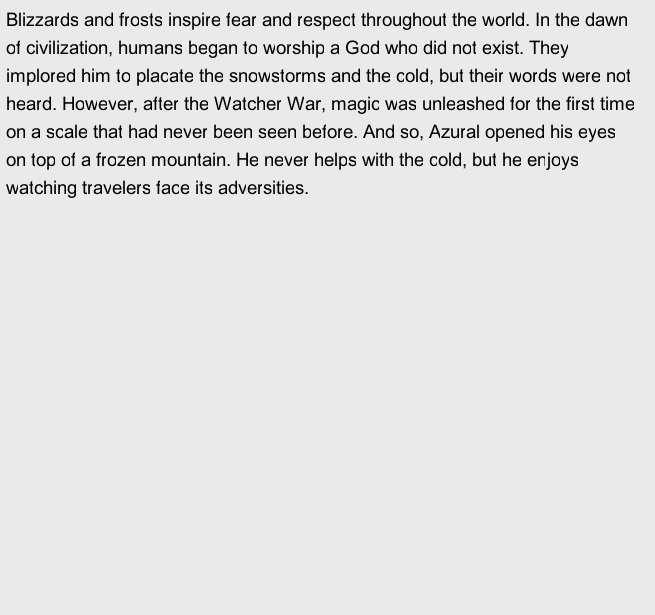 Blizzards and frosts inspire fear and respect throughout the world. In the dawn
of civilization, humans began to worship a God who did not exist. They
implored him to placate the snowstorms and the cold, but their words were not
heard. However, after the Watcher War, magic was unleashed for the first time
on a scale that had never been seen before. And so, Azural opened his eyes
on top of a frozen mountain. He never helps with the cold, but he enjoys
watching travelers face its adversities.